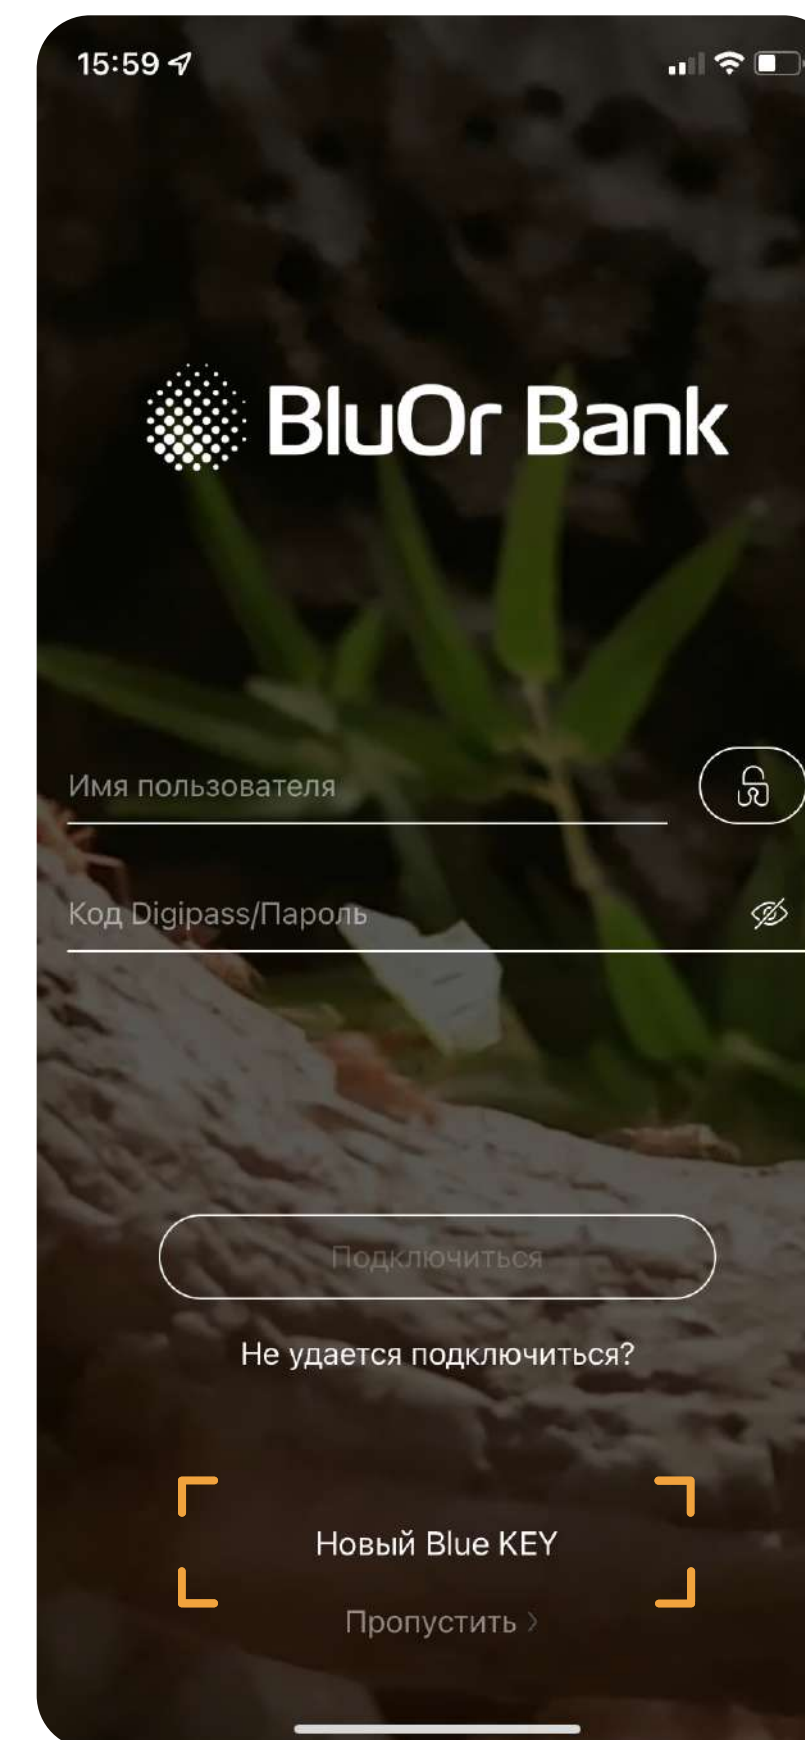 15:59
BluOr Bank
Имя пользователя
Код Digipass/Пароль
Подключиться
Не удается подключиться?
Новый Blue KEY
Пропустить